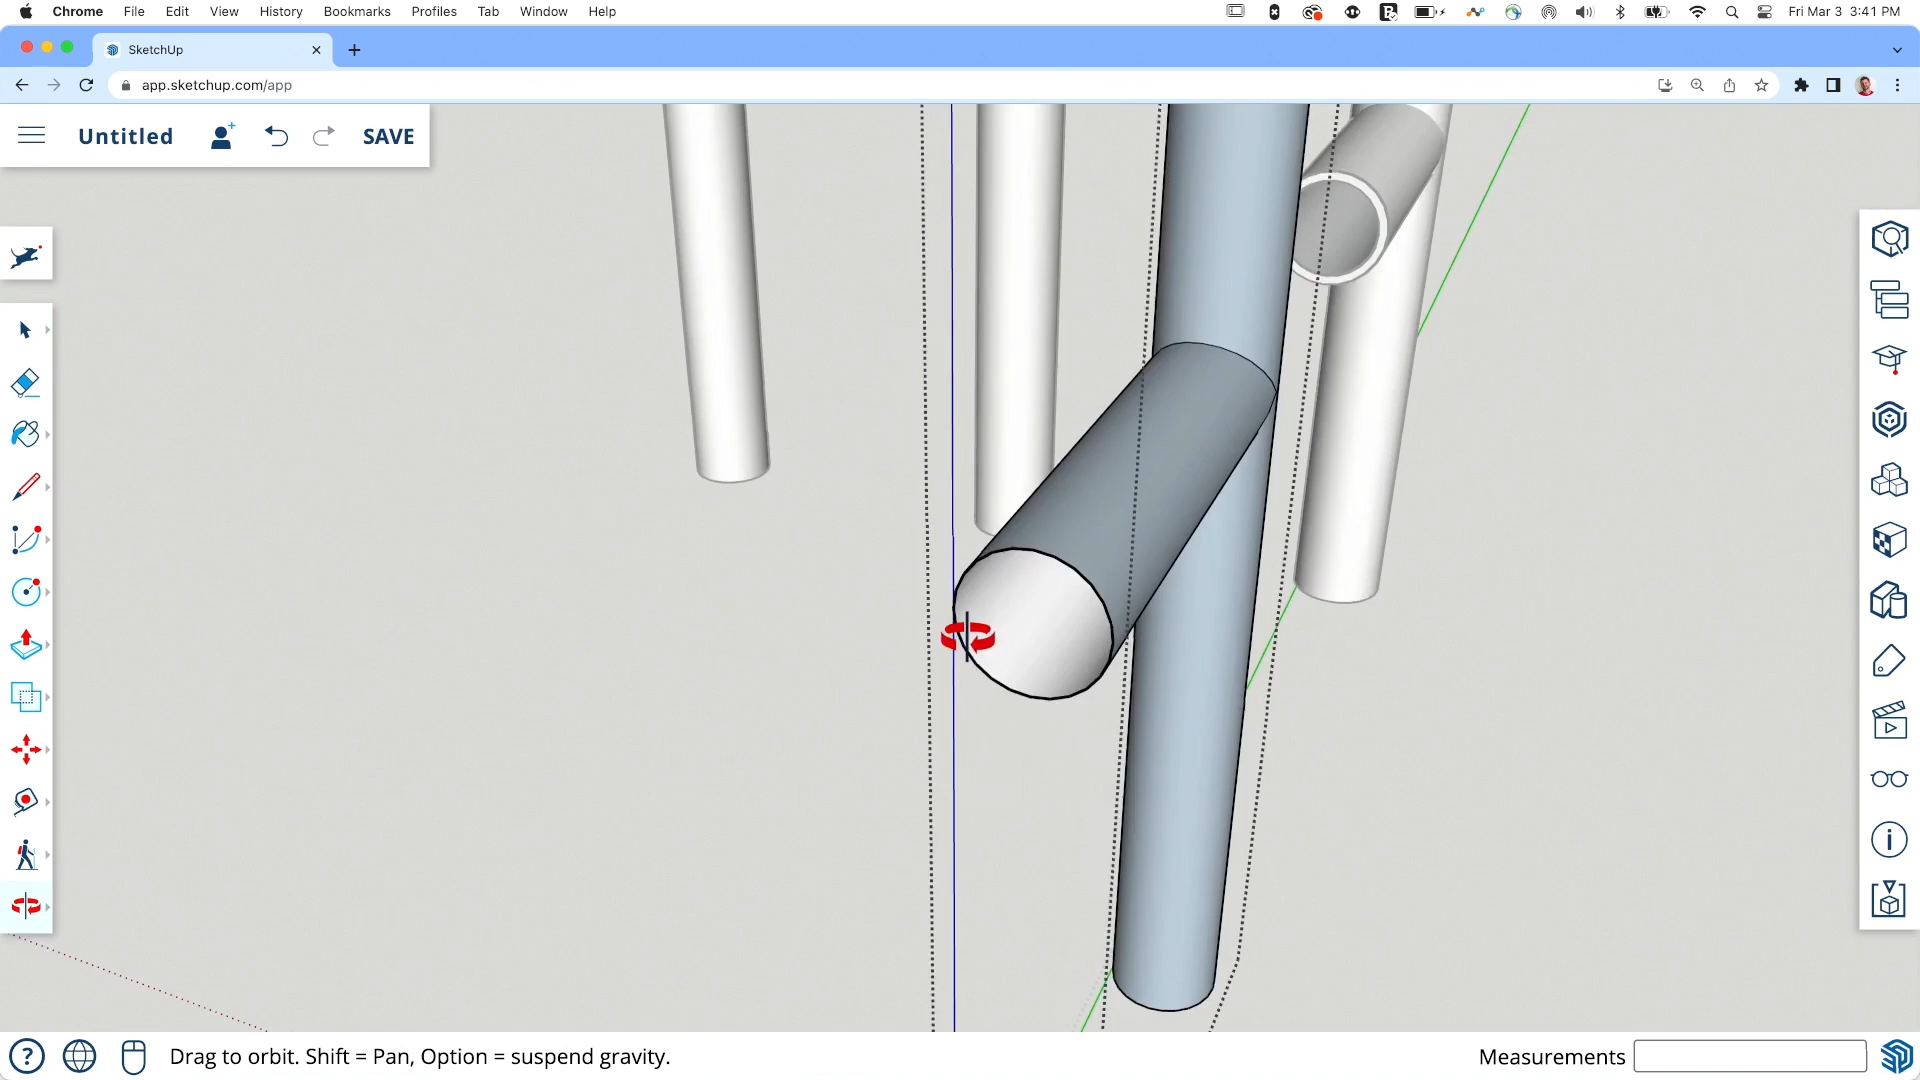 Chrome File Edit View History Bookmarks Profiles Tab Window Help Fri Mar 3 3:41 PM
SketchUp
app.sketchup.com/app
Untitled SAVE
Drag to orbit. Shift = Pan, Option = suspend gravity. Measurements